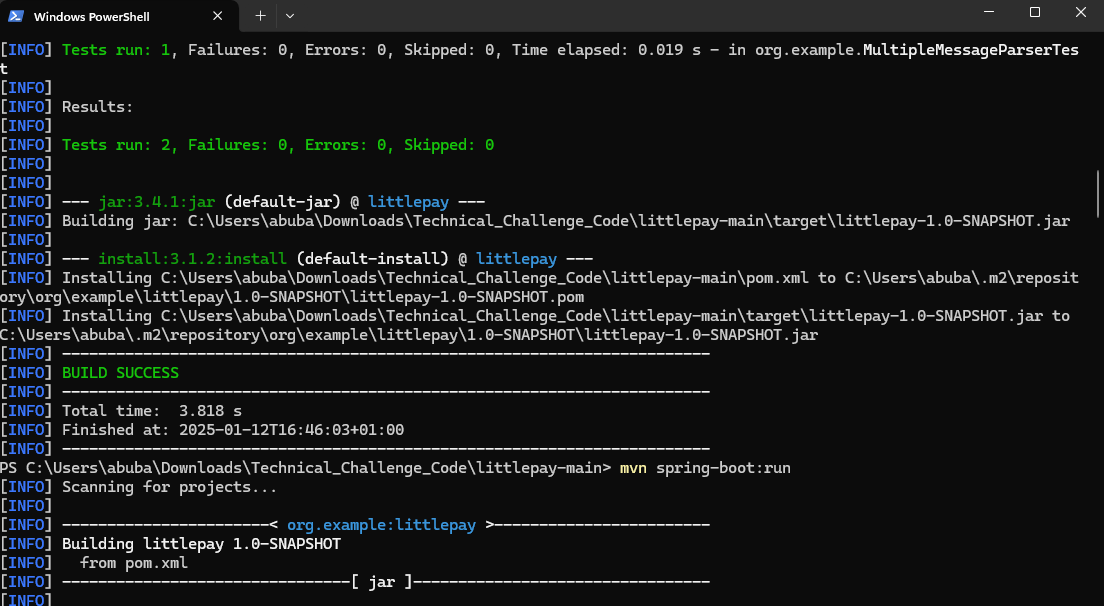 Windows PowerShell
[INFO] Tests run: 1, Failures: 0, Errors: 0, Skipped: 0, Time elapsed: 0.019 s - in org.example.MultipleMessageParserTes
t
[INFO]
[INFO] Results:
[INFO]
[INFO] Tests run: 2, Failures: 0, Errors: 0, Skipped: 0
[INFO]
[INFO]
[INFO] --- jar:3.4.1:jar (default-jar) @ littlepay ---
[INFO] Building jar: C:\Users\abuba\Downloads\Technical_Challenge_Code\littlepay-main\target\littlepay-1.0-SNAPSHOT.jar
[INFO]
[INFO] --- install:3.1.2:install (default-install) @ littlepay ---
[INFO] Installing C:\Users\abuba\Downloads\Technical_Challenge_Code\littlepay-main\pom.xml to C:\Users\abuba\.m2\reposit
ory\org\example\littlepay\1.0-SNAPSHOT\littlepay-1.0-SNAPSHOT.pom
[INFO] Installing C:\Users\abuba\Downloads\Technical_Challenge_Code\littlepay-main\target\littlepay-1.0-SNAPSHOT.jar to
C:\Users\abuba\.m2\repository\org\example\littlepay\1.0-SNAPSHOT\littlepay-1.0-SNAPSHOT.jar
[INFO] ------------------------------------------------------------------------
[INFO] BUILD SUCCESS
[INFO] ------------------------------------------------------------------------
[INFO] Total time:  3.818 s
[INFO] Finished at: 2025-01-12T16:46:03+01:00
[INFO] ------------------------------------------------------------------------
PS C:\Users\abuba\Downloads\Technical_Challenge_Code\littlepay-main> mvn spring-boot:run
[INFO] Scanning for projects...
[INFO]
[INFO] -----------------------< org.example:littlepay >------------------------
[INFO] Building littlepay 1.0-SNAPSHOT
[INFO]   from pom.xml
[INFO] --------------------------------[ jar ]---------------------------------
[INFO]